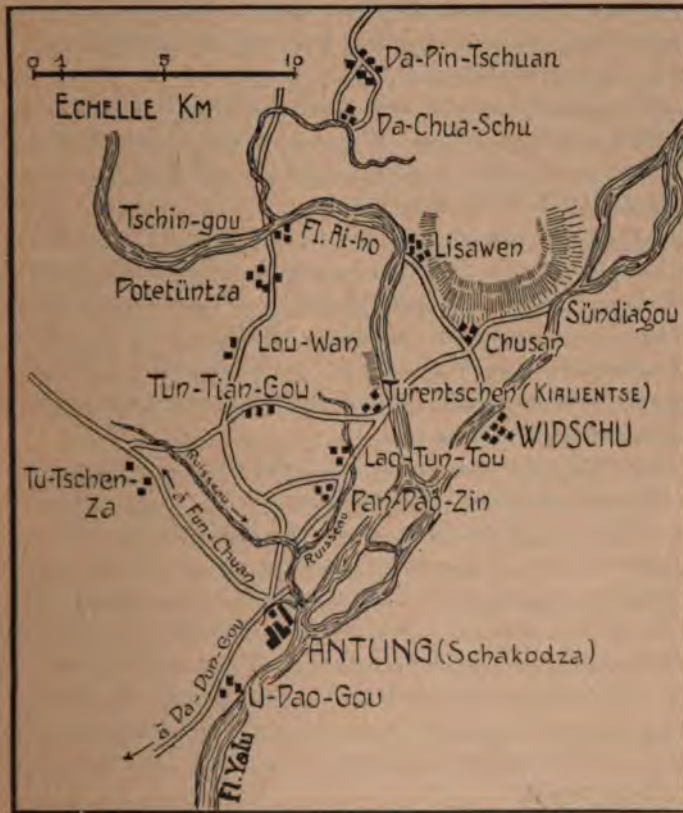 0 1 5 10
ECHELLE KM
Da-Pin-Tschuan
Da-Chua-Schu
Tschin-gou
Fl. Ai-ho
Lisawen
Potetüntza
Sündiagou
Lou-Wan
Chusan
Tun-Tian-Gou
Turentschen (KIRLIENTSE)
WIDSCHU
Ruisseau
Lao-Tun-Tou
Tu-Tschen-
Za
à Fun-Chuan
Pan-Dao-Zin
Ruisseau
ANTUNG (Schakodza)
à Da-Dun-Gou
U-Dao-Gou
Fl. Yalu